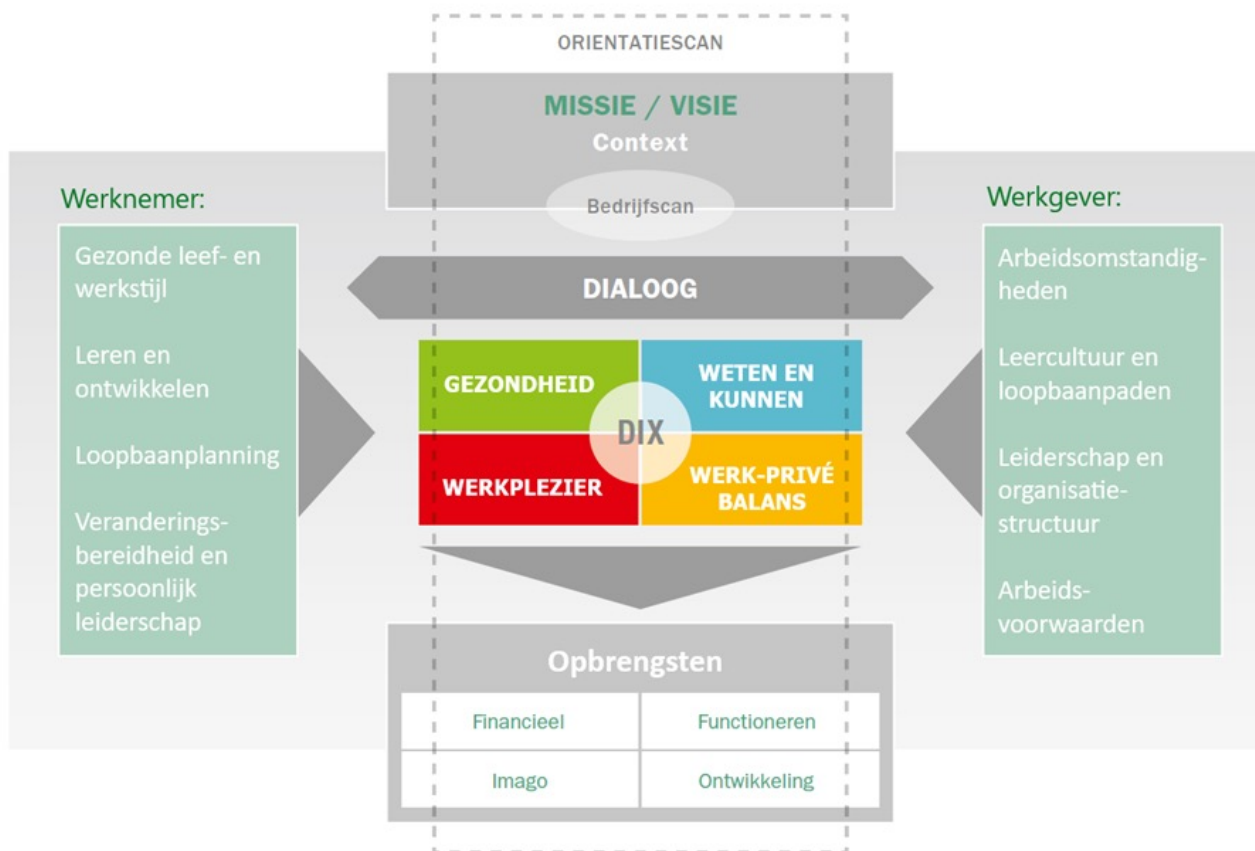 ORIENTATIESCAN
MISSIE / VISIE
Context
Bedrijfscan
Werknemer:
Gezonde leef- en
werkstijl
Leren en
ontwikkelen
Loopbaanplanning
Veranderings-
bereidheid en
persoonlijk
leiderschap
DIALOOG
GEZONDHEID
WETEN EN
KUNNEN
DIX
WERKPLEZIER
WERK-PRIVÉ
BALANS
Werkgever:
Arbeidsomstandig-
heden
Leercultuur en
loopbaanpaden
Leiderschap en
organisatie-
structuur
Arbeids-
voorwaarden
Opbrengsten
Financieel
Functioneren
Imago
Ontwikkeling